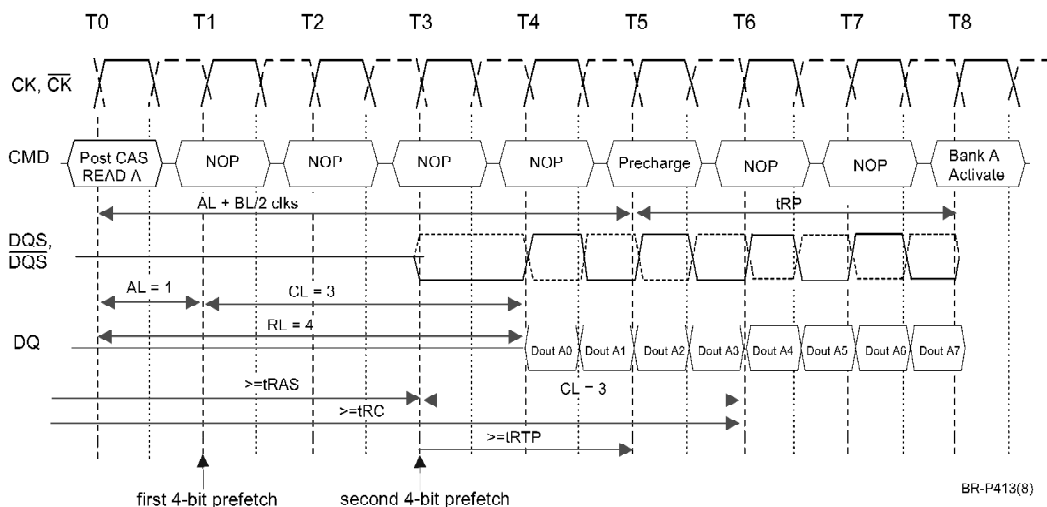 T0 T1 T2 T3 T4 T5 T6 T7 T8
CK, CK
CMD
Post CAS
READ A
NOP
NOP
NOP
NOP
Precharge
NOP
NOP
Bank A
Activate
AL + BL/2 clks
tRP
DQS,
DQS
AL = 1
CL = 3
RL = 4
DQ
Dout A0 Dout A1 Dout A2 Dout A3 Dout A4 Dout A5 Dout A6 Dout A7
>=tRAS
CL = 3
>=tRC
>=tRTP
first 4-bit prefetch
second 4-bit prefetch
BR-P413(8)